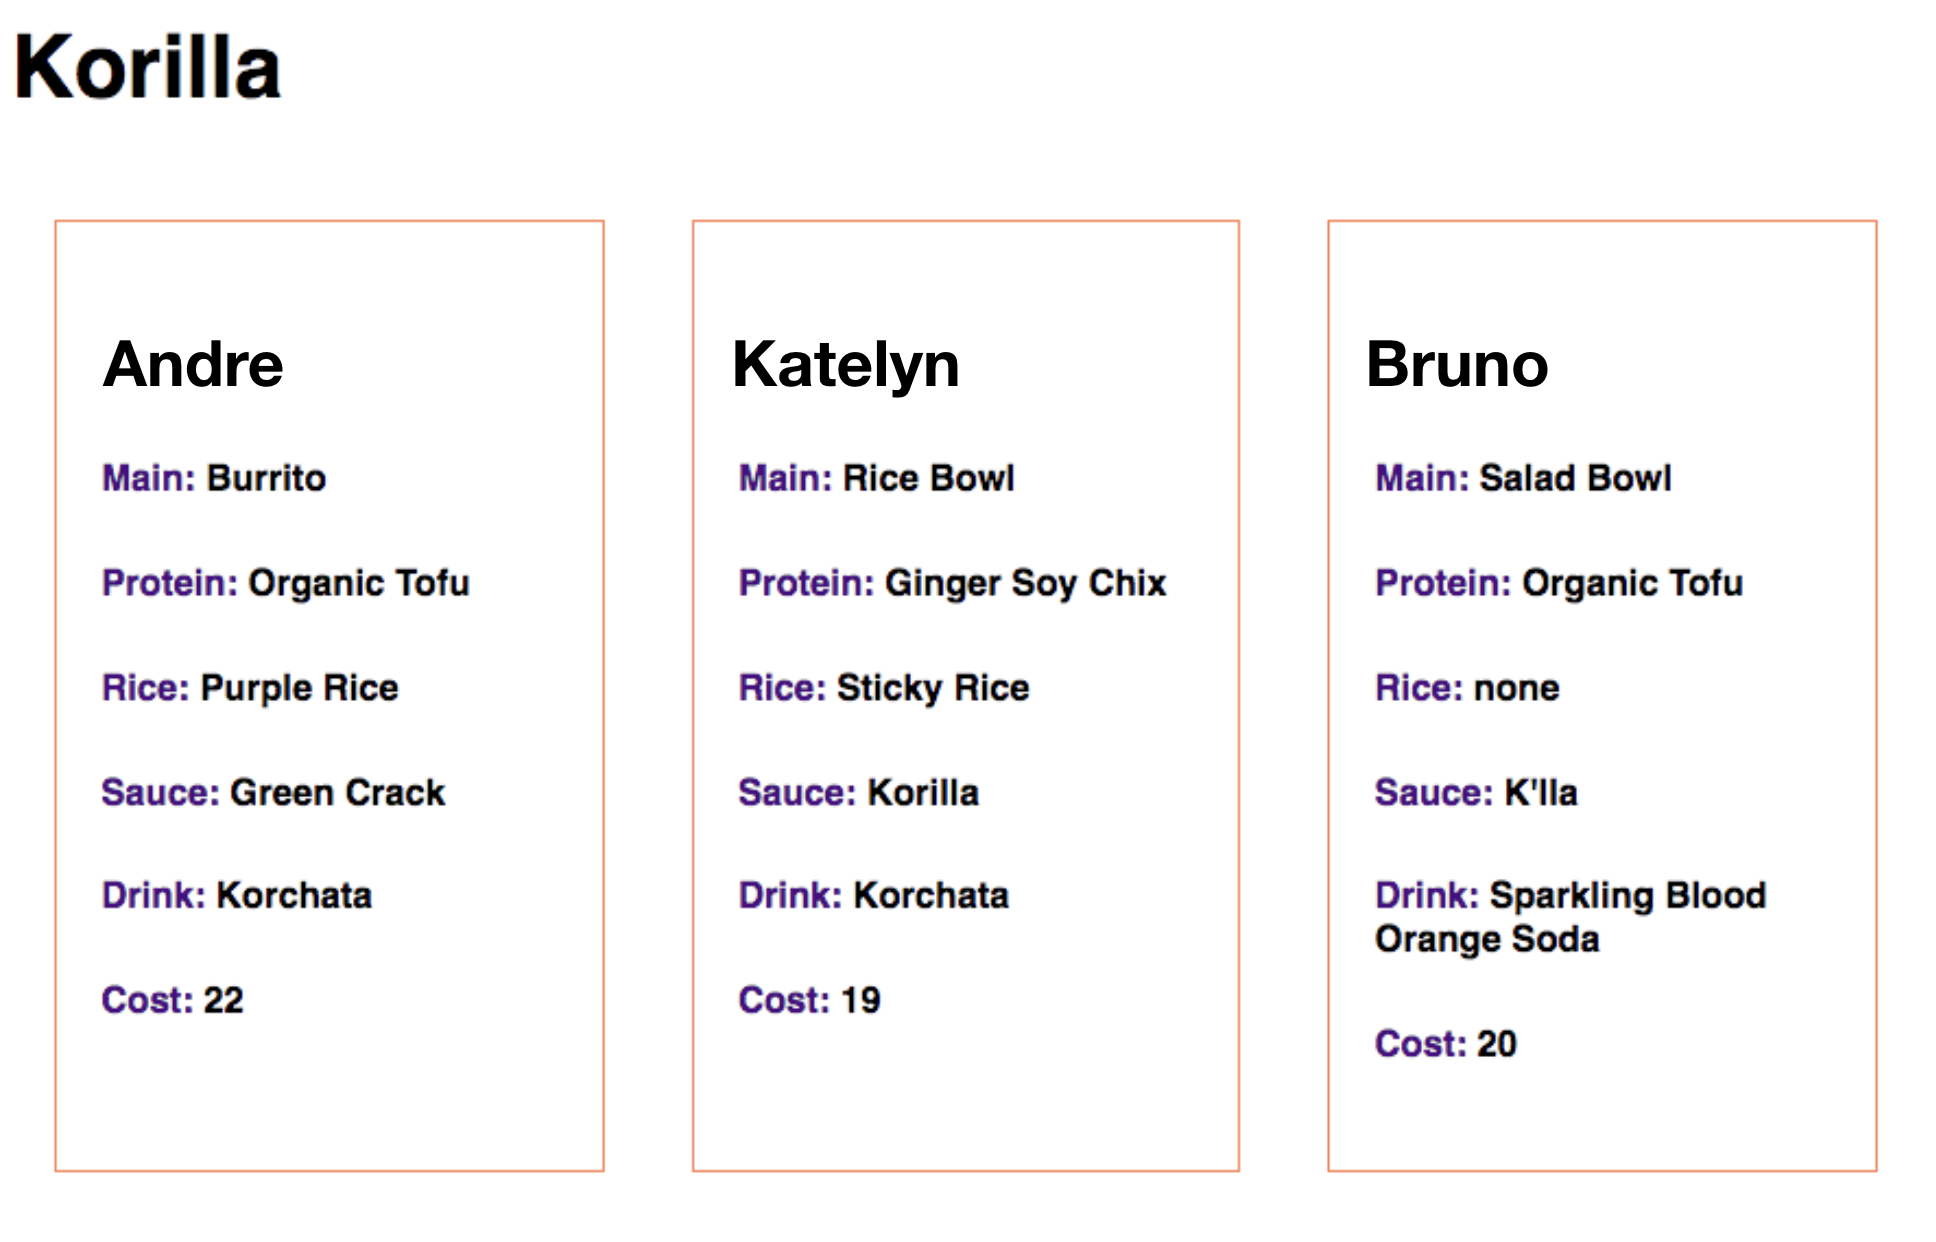 Korilla
Andre
Main: Burrito
Protein: Organic Tofu
Rice: Purple Rice
Sauce: Green Crack
Drink: Korchata
Cost: 22
Katelyn
Main: Rice Bowl
Protein: Ginger Soy Chix
Rice: Sticky Rice
Sauce: Korilla
Drink: Korchata
Cost: 19
Bruno
Main: Salad Bowl
Protein: Organic Tofu
Rice: none
Sauce: K'lla
Drink: Sparkling Blood
Orange Soda
Cost: 20